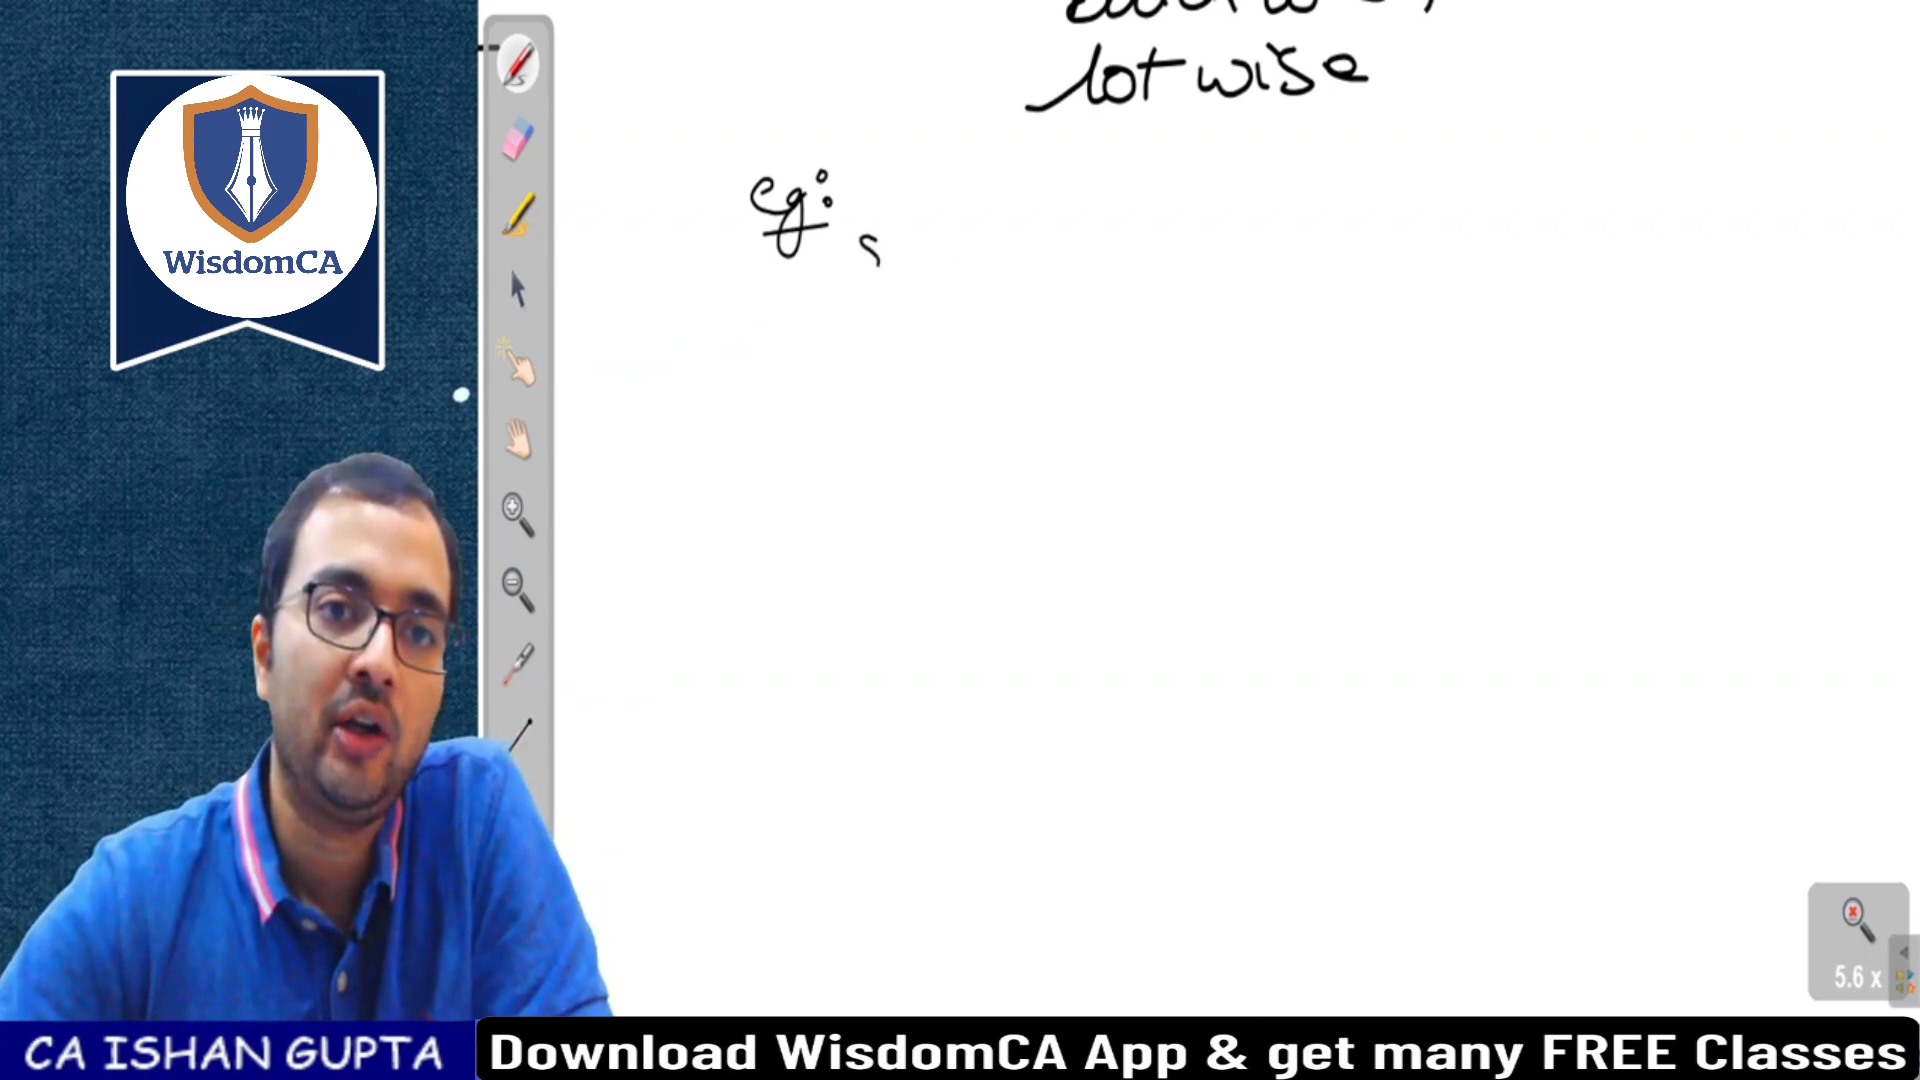 lot wise
eg:
WisdomCA
5.6 x
CA ISHAN GUPTA
Download WisdomCA App & get many FREE Classes